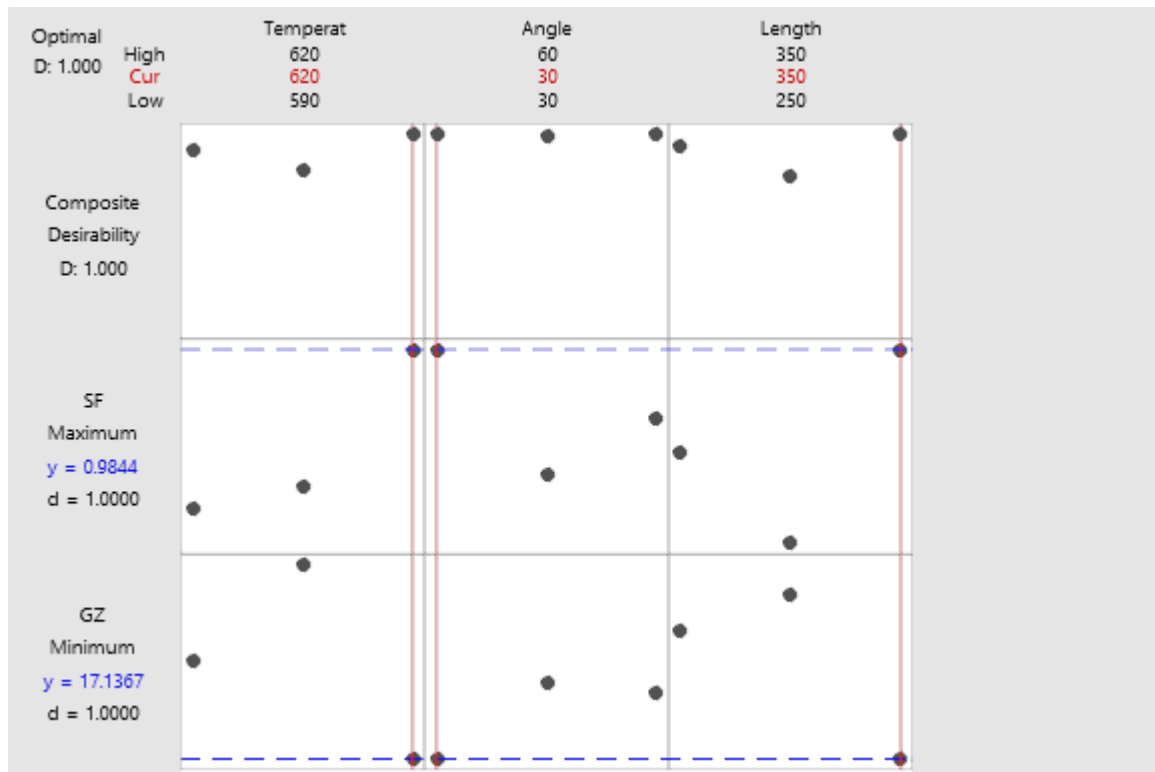 Optimal
D: 1.000
Temperat Angle Length
High 620 60 350
Cur 620 30 350
Low 590 30 250
Composite
Desirability
D: 1.000
SF
Maximum
y = 0.9844
d = 1.0000
GZ
Minimum
y = 17.1367
d = 1.0000